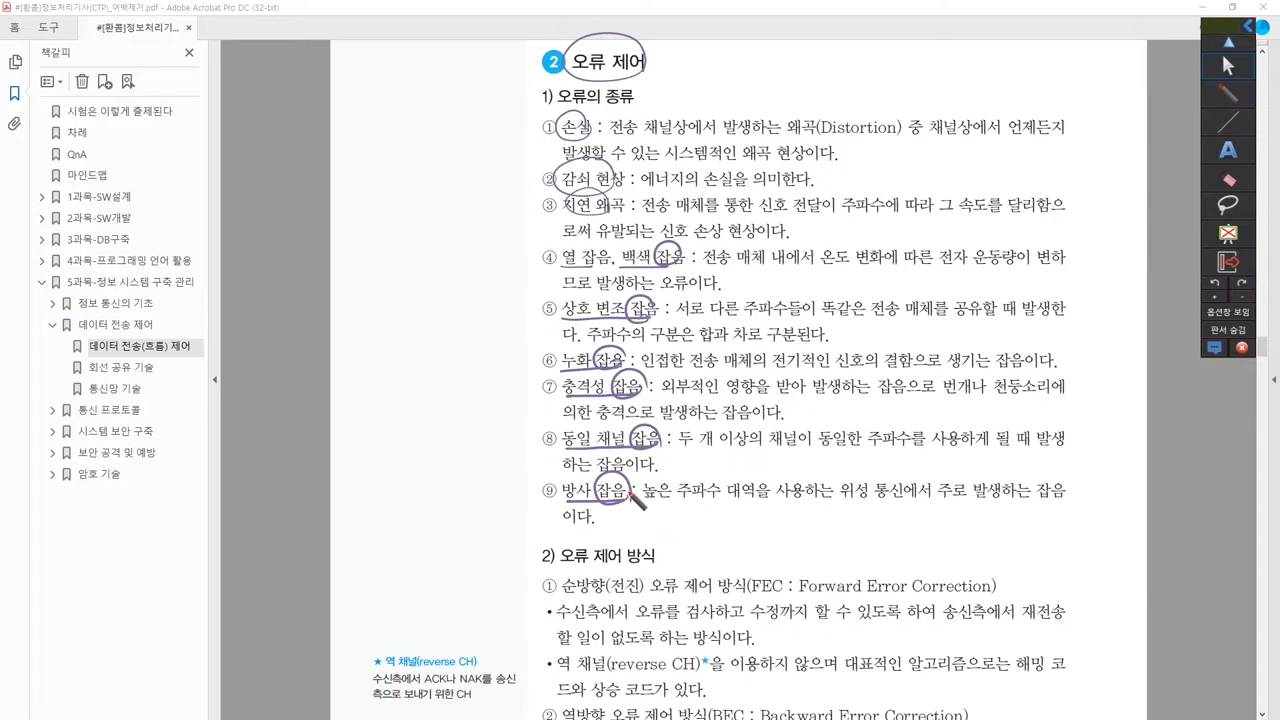 #[환콤]정보처리기사(CTP)_여백제거.pdf - Adobe Acrobat Pro DC (32-bit)
홈 도구 #[환콤]정보처리기...
책갈피
시험은 이렇게 출제된다
차례
QnA
마인드맵
1과목-SW설계
2과목-SW개발
3과목-DB구축
4과목-프로그래밍 언어 활용
5과목-정보 시스템 구축 관리
정보 통신의 기초
데이터 전송 제어
데이터 전송(흐름) 제어
회선 공유 기술
통신망 기술
통신 프로토콜
시스템 보안 구축
보안 공격 및 예방
암호 기술
2 오류 제어
1) 오류의 종류
① 손실 : 전송 채널상에서 발생하는 왜곡(Distortion) 중 채널상에서 언제든지
발생할 수 있는 시스템적인 왜곡 현상이다.
② 감쇠 현상 : 에너지의 손실을 의미한다.
③ 지연 왜곡 : 전송 매체를 통한 신호 전달이 주파수에 따라 그 속도를 달리함으
로써 유발되는 신호 손상 현상이다.
④ 열 잡음, 백색 잡음 : 전송 매체 내에서 온도 변화에 따른 전자 운동량이 변하
므로 발생하는 오류이다.
⑤ 상호 변조 잡음 : 서로 다른 주파수들이 똑같은 전송 매체를 공유할 때 발생한
다. 주파수의 구분은 합과 차로 구분된다.
⑥ 누화 잡음 : 인접한 전송 매체의 전기적인 신호의 결함으로 생기는 잡음이다.
⑦ 충격성 잡음 : 외부적인 영향을 받아 발생하는 잡음으로 번개나 천둥소리에
의한 충격으로 발생하는 잡음이다.
⑧ 동일 채널 잡음 : 두 개 이상의 채널이 동일한 주파수를 사용하게 될 때 발생
하는 잡음이다.
⑨ 방사 잡음 : 높은 주파수 대역을 사용하는 위성 통신에서 주로 발생하는 잡음
이다.
2) 오류 제어 방식
① 순방향(전진) 오류 제어 방식(FEC : Forward Error Correction)
• 수신측에서 오류를 검사하고 수정까지 할 수 있도록 하여 송신측에서 재전송
할 일이 없도록 하는 방식이다.
• 역 채널(reverse CH)★을 이용하지 않으며 대표적인 알고리즘으로는 해밍 코
드와 상승 코드가 있다.
② 역방향 오류 제어 방식(BEC : Backward Error Correction)
★ 역 채널(reverse CH)
수신측에서 ACK나 NAK를 송신
측으로 보내기 위한 CH
A
옵션창 보임
판서 숨김